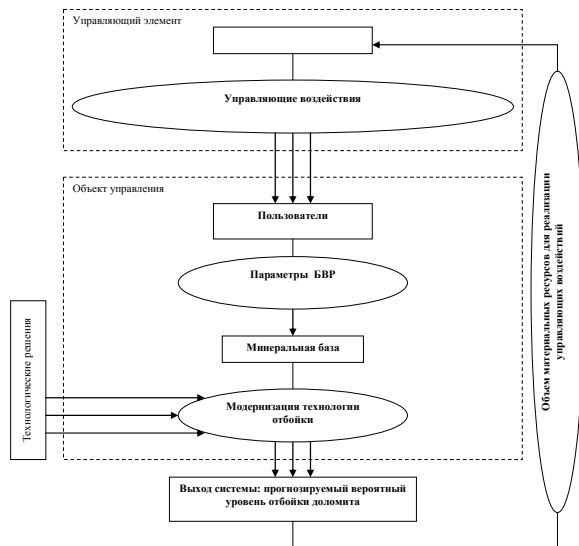 Управляющий элемент
Управляющие воздействия
Объект управления
Пользователи
Параметры БВР
Минеральная база
Технологические решения
Модернизация технологии
отбойки
Выход системы: прогнозируемый вероятный
уровень отбойки доломита
Объем материальных ресурсов для реализации
управляющих воздействий